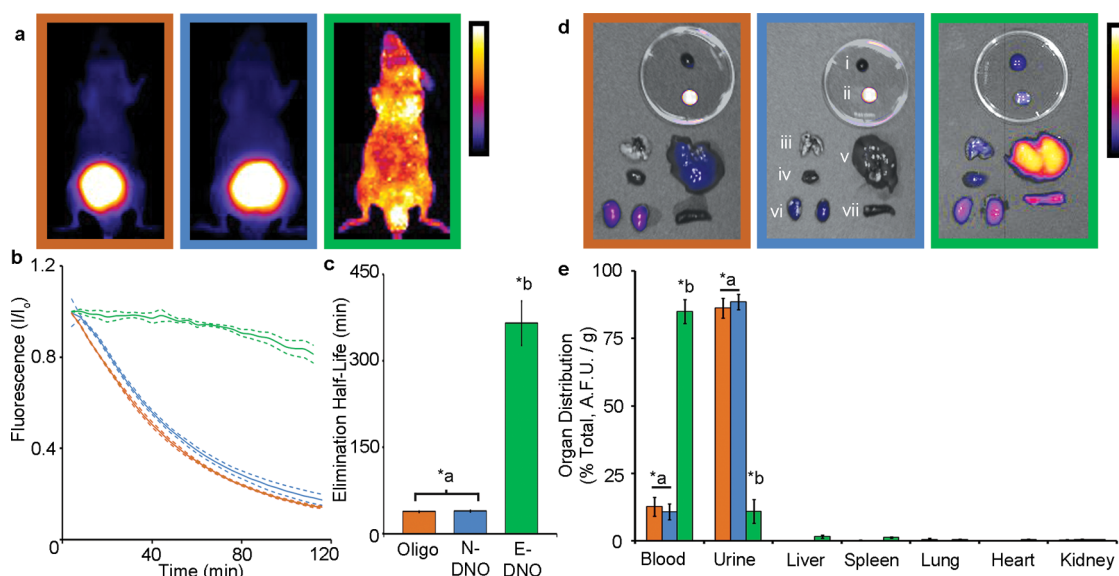 a
d
i
ii
iii
iv
v
vi
vii
b
1.2
0.8
0.4
0
0
40
80
120
Fluorescence (I/I₀)
Time (min)
c
450
300
150
0
Elimination Half-Life (min)
*a
*b
Oligo
N-
DNO
E-
DNO
e
100
75
50
25
0
Organ Distribution
(% Total, A.F.U. / g)
*a
*b
*a
*b
Blood
Urine
Liver
Spleen
Lung
Heart
Kidney